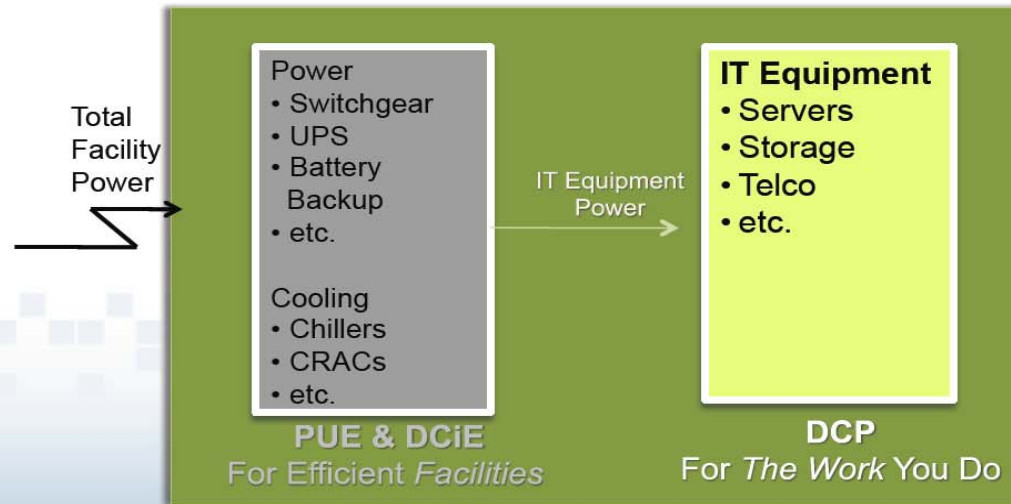 Total
Facility
Power
Power
• Switchgear
• UPS
• Battery
Backup
• etc.
Cooling
• Chillers
• CRACs
• etc.
PUE & DCiE
For Efficient Facilities
IT Equipment
Power
IT Equipment
• Servers
• Storage
• Telco
• etc.
DCP
For The Work You Do